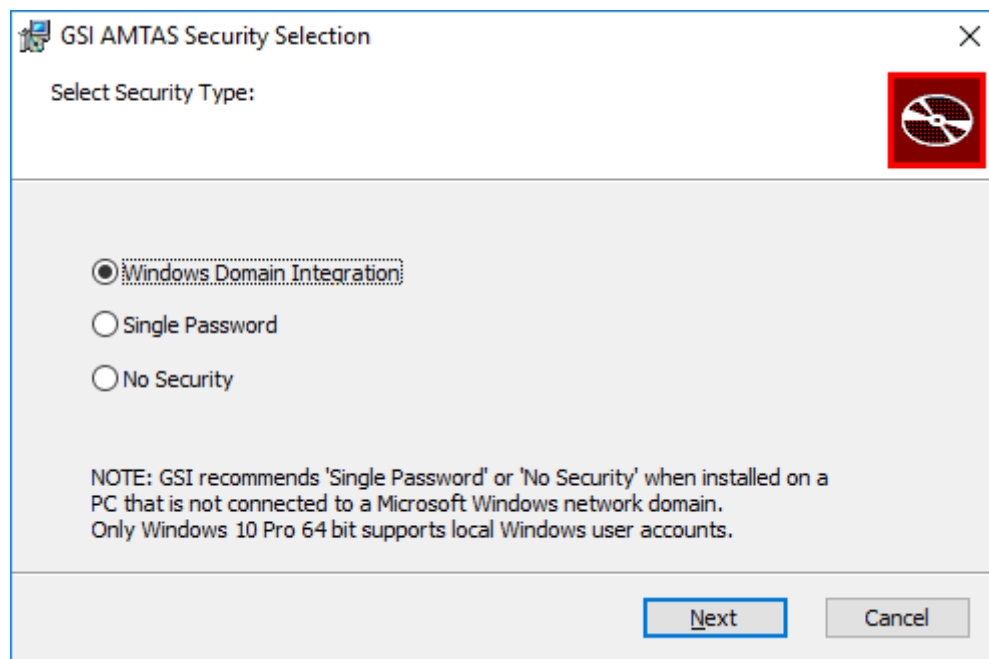 GSI AMTAS Security Selection
Select Security Type:
Windows Domain Integration
Single Password
No Security
NOTE: GSI recommends 'Single Password' or 'No Security' when installed on a
PC that is not connected to a Microsoft Windows network domain.
Only Windows 10 Pro 64 bit supports local Windows user accounts.
Next
Cancel